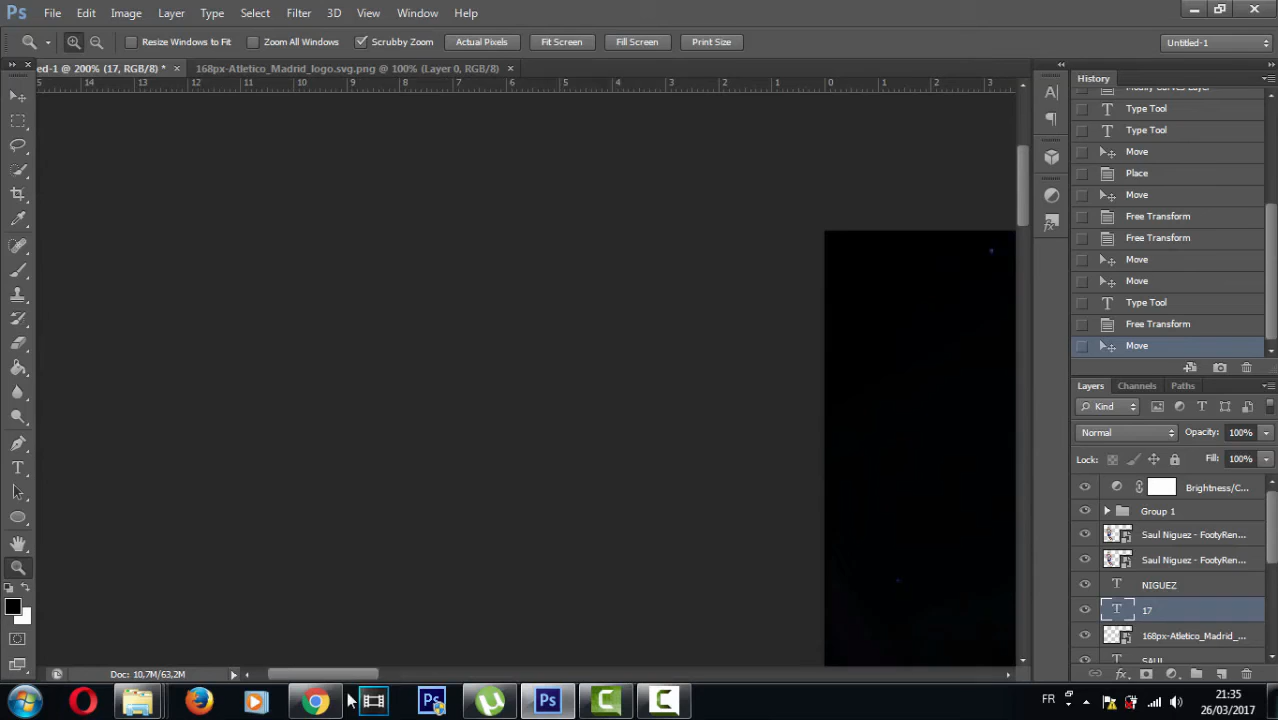 Ps File Edit Image Layer Type Select Filter 3D View Window Help
Resize Windows to Fit Zoom All Windows Scrubby Zoom Actual Pixels Fit Screen Fill Screen Print Size Untitled-1
ed-1 @ 200% (17, RGB/8) * × 168px-Atletico_Madrid_logo.svg.png @ 100% (Layer 0, RGB/8) ×
14 13 12 11 10 9 8 7 6 5 4 3 2 1 0 1 2 3
History
Modify Curves Layer
Type Tool
Type Tool
Move
Place
Move
Free Transform
Free Transform
Move
Move
Type Tool
Free Transform
Move
Layers Channels Paths
Kind
Normal Opacity: 100%
Lock: Fill: 100%
Brightness/C...
Group 1
Saul Niguez - FootyRen...
Saul Niguez - FootyRen...
NIGUEZ
17
168px-Atletico_Madrid_...
SAUL
Doc: 10,7M/63,2M
FR
21:35
26/03/2017